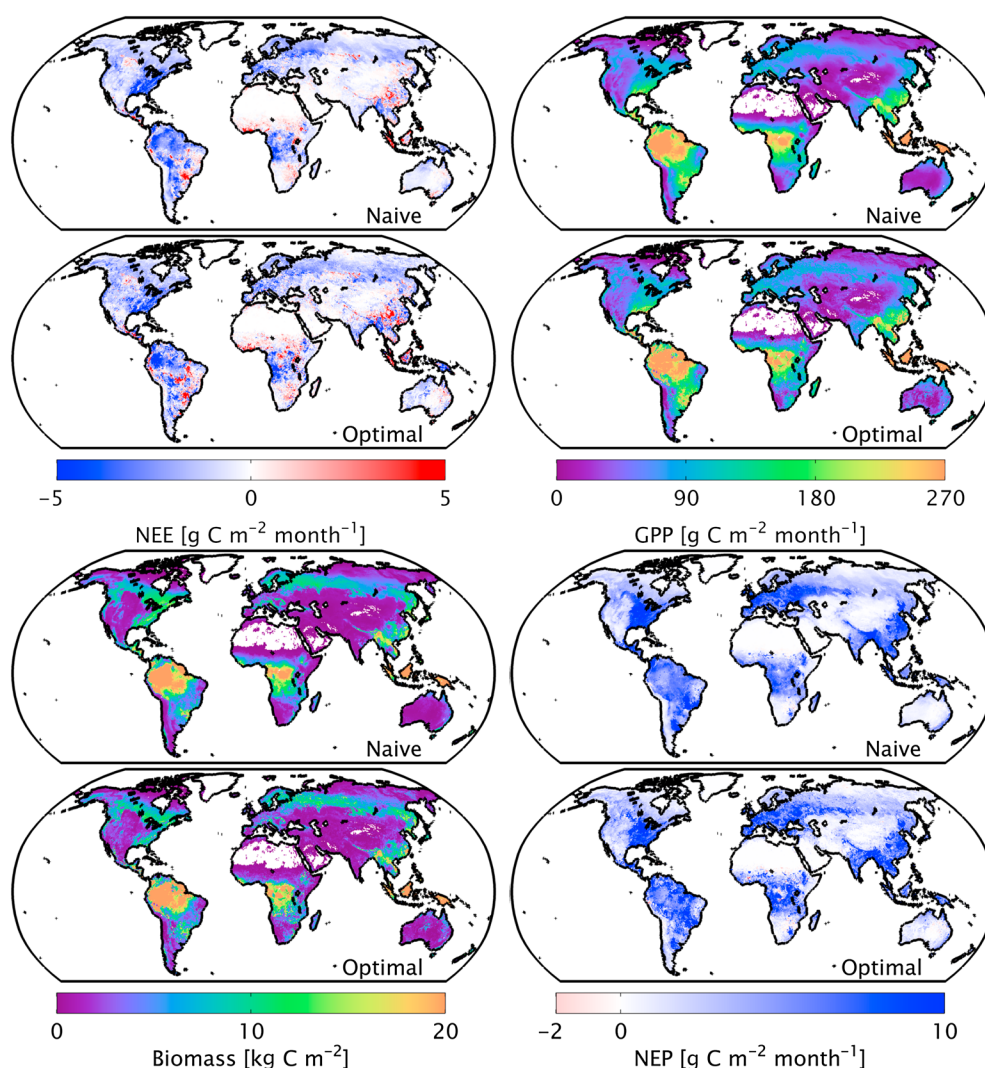 Naive
Naive
Optimal
Optimal
−5 0 5
0 90 180 270
NEE [g C m⁻² month⁻¹]
GPP [g C m⁻² month⁻¹]
Naive
Naive
Optimal
Optimal
0 10 20
−2 0 10
Biomass [kg C m⁻²]
NEP [g C m⁻² month⁻¹]